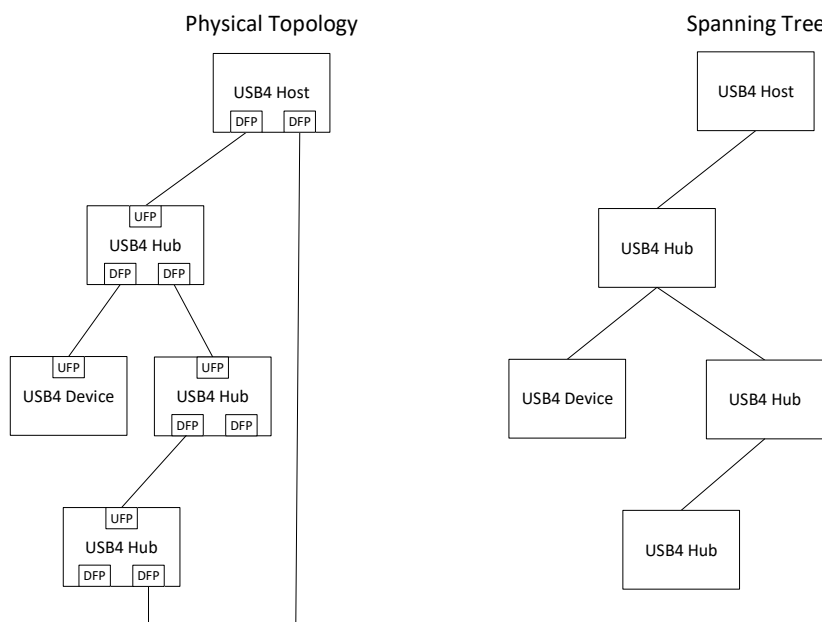 Physical Topology
USB4 Host
DFP DFP
UFP
USB4 Hub
DFP DFP
UFP
USB4 Device
UFP
USB4 Hub
DFP DFP
UFP
USB4 Hub
DFP DFP
Spanning Tree
USB4 Host
USB4 Hub
USB4 Device
USB4 Hub
USB4 Hub